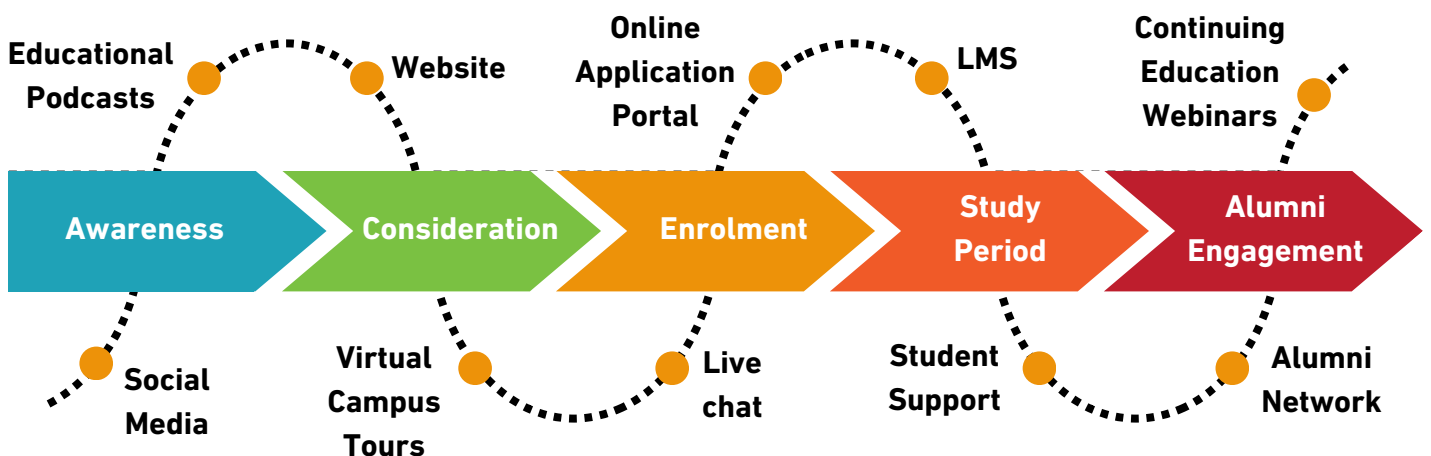 Educational
Podcasts
Website
Online
Application
Portal
LMS
Continuing
Education
Webinars
Awareness
Consideration
Enrolment
Study
Period
Alumni
Engagement
Social
Media
Virtual
Campus
Tours
Live
chat
Student
Support
Alumni
Network